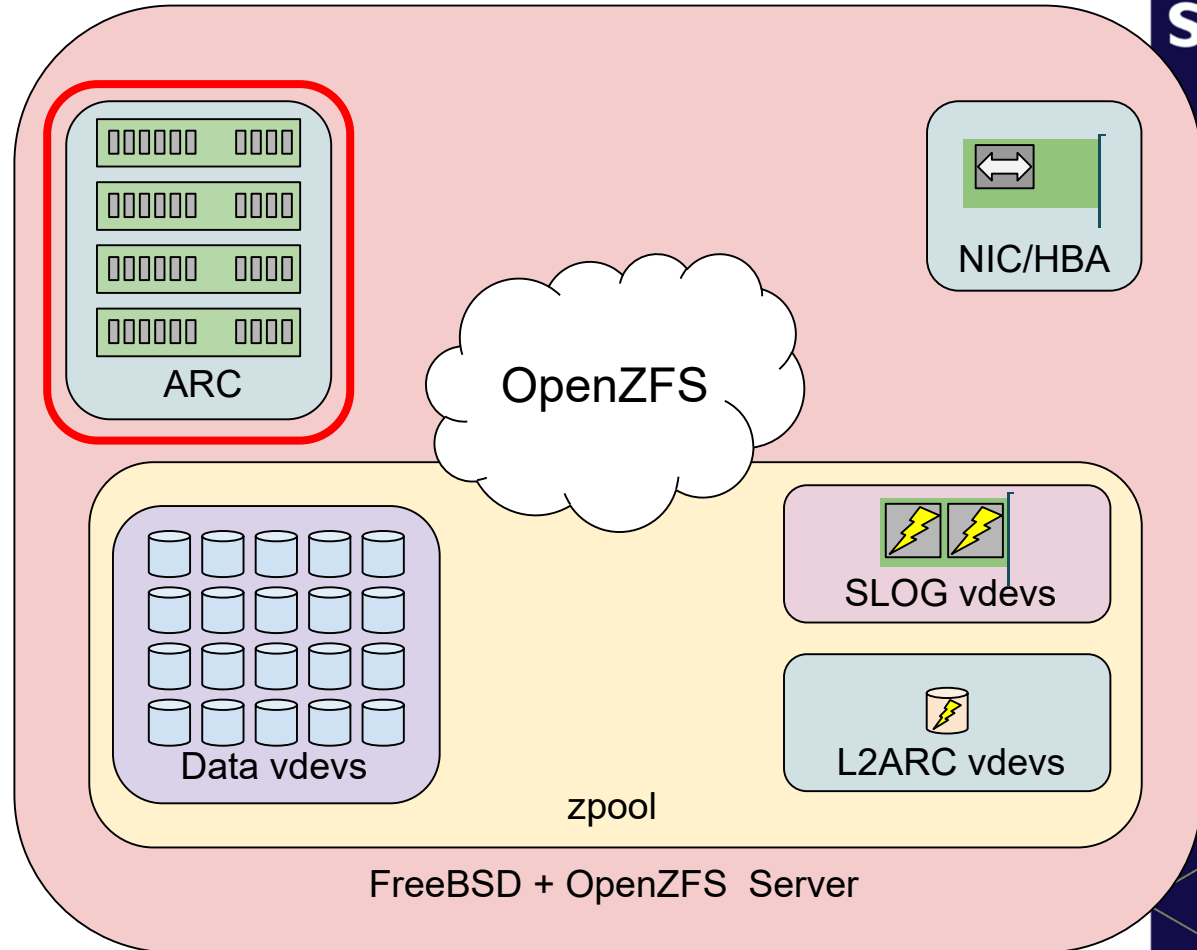 S
ARC
NIC/HBA
OpenZFS
SLOG vdevs
Data vdevs
L2ARC vdevs
zpool
FreeBSD + OpenZFS Server